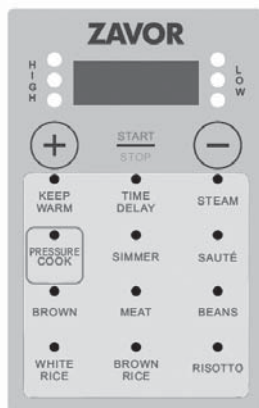 ZAVOR
HIGH LOW
+ START −
STOP
KEEP TIME STEAM
WARM DELAY
PRESSURE SIMMER SAUTÉ
COOK
BROWN MEAT BEANS
WHITE BROWN RISOTTO
RICE RICE